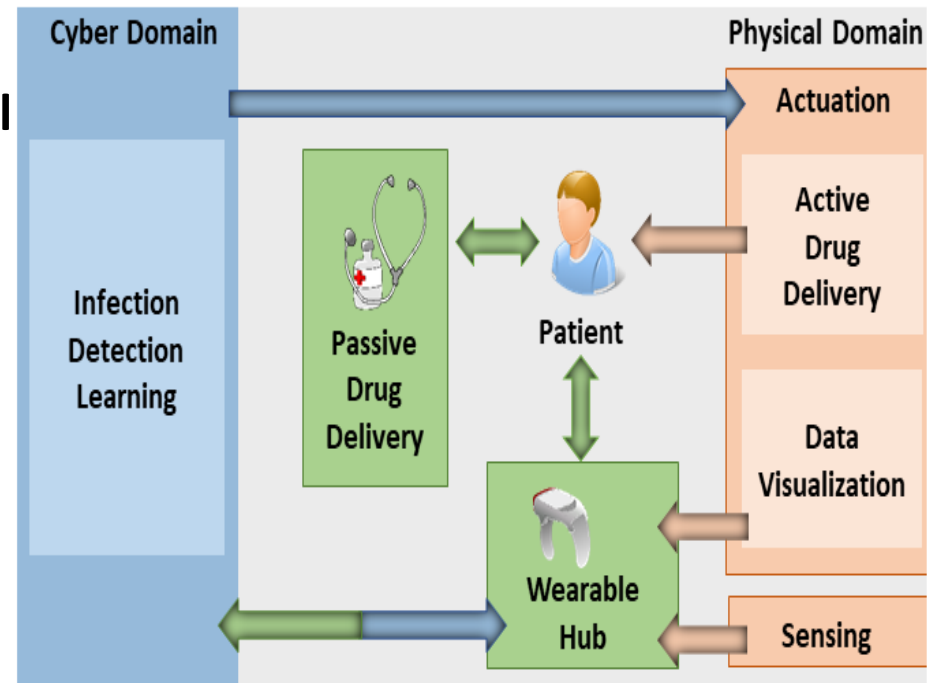 Cyber Domain
Physical Domain
Actuation
Infection
Detection
Learning
Passive
Drug
Delivery
Patient
Active
Drug
Delivery
Data
Visualization
Wearable
Hub
Sensing